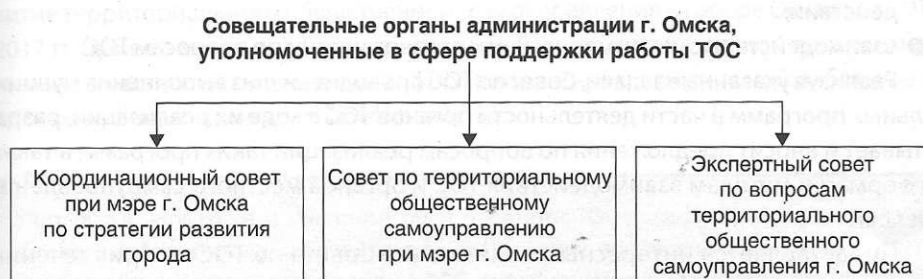 Совещательные органы администрации г. Омска,
уполномоченные в сфере поддержки работы ТОС
Координационный совет
при мэре г. Омска
по стратегии развития
города
Совет по территориальному
общественному
самоуправлению
при мэре г. Омска
Экспертный совет
по вопросам
территориального
общественного
самоуправления г. Омска